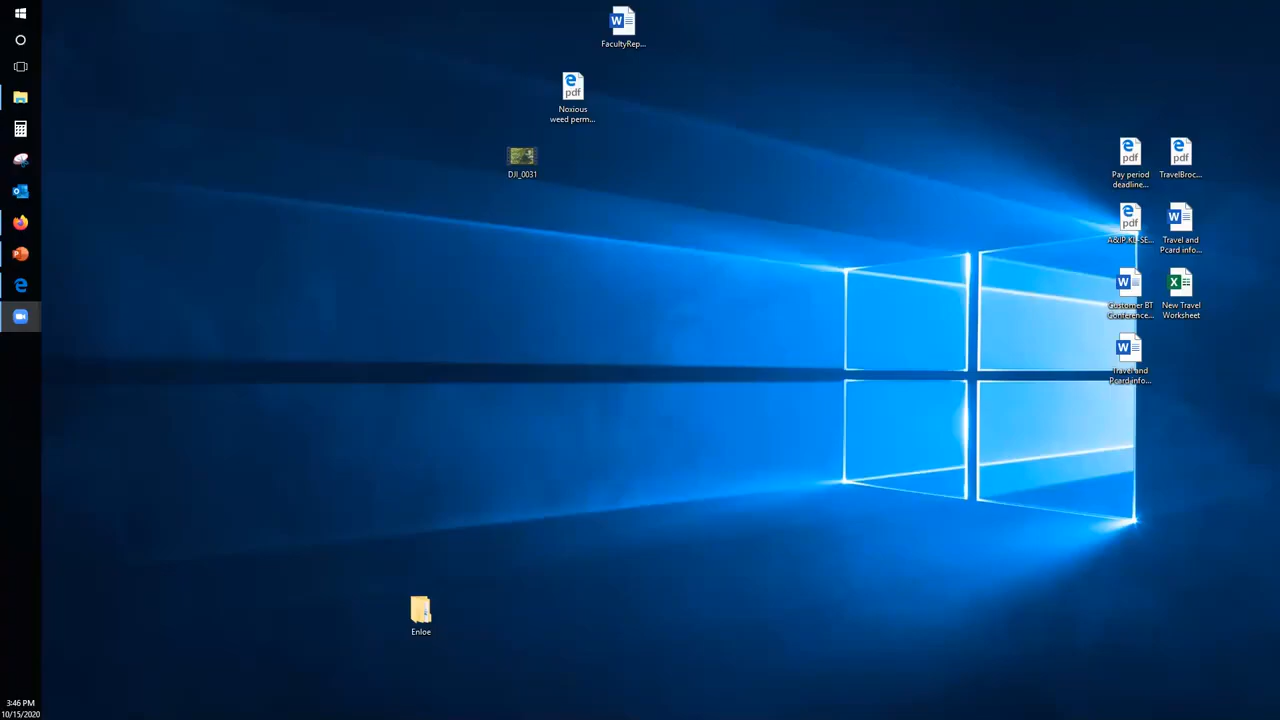 FacultyRep...
Noxious
weed perm...
DJI_0031
Pay period
deadline...
TravelBroc...
A&IP.KL-SE...
Travel and
Pcard info...
Customer BT
Conference...
New Travel
Worksheet
Travel and
Pcard info...
Enloe
3:46 PM
10/15/2020